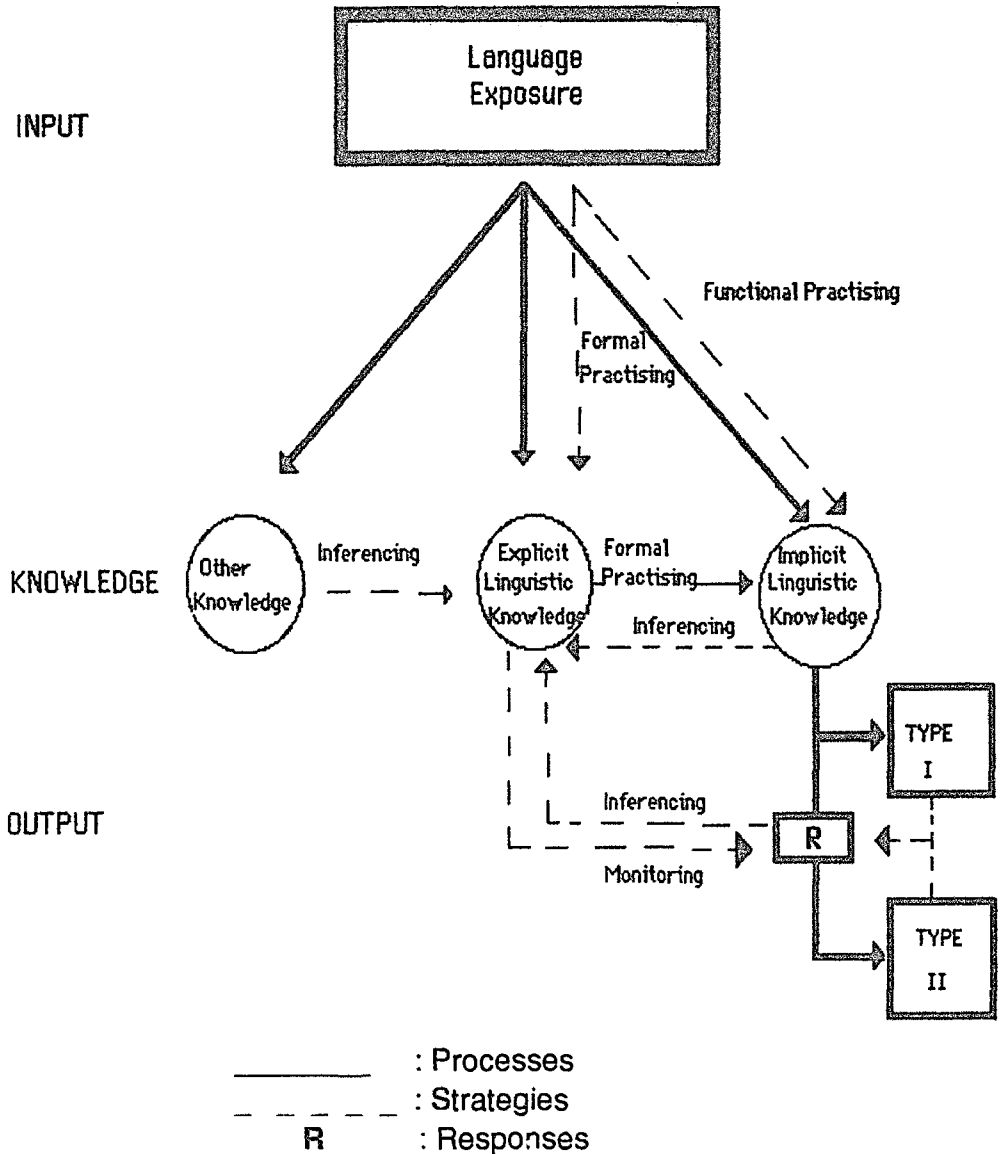 Language
Exposure
INPUT
Functional Practising
Formal
Practising
KNOWLEDGE
Other
Knowledge
Inferencing
Explicit
Linguistic
Knowledge
Formal
Practising
Inferencing
Implicit
Linguistic
Knowledge
TYPE
I
OUTPUT
Inferencing
R
Monitoring
TYPE
II
: Processes
: Strategies
R : Responses